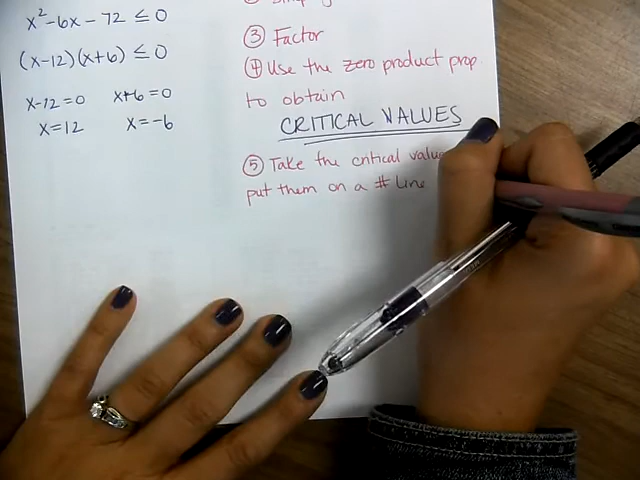 x² - 6x - 72 ≤ 0
(x-12)(x+6) ≤ 0
x-12=0 x+6=0
x=12 x=-6
③ Factor
④ Use the zero product prop
to obtain
CRITICAL VALUES
⑤ Take the critical value
put them on a # line